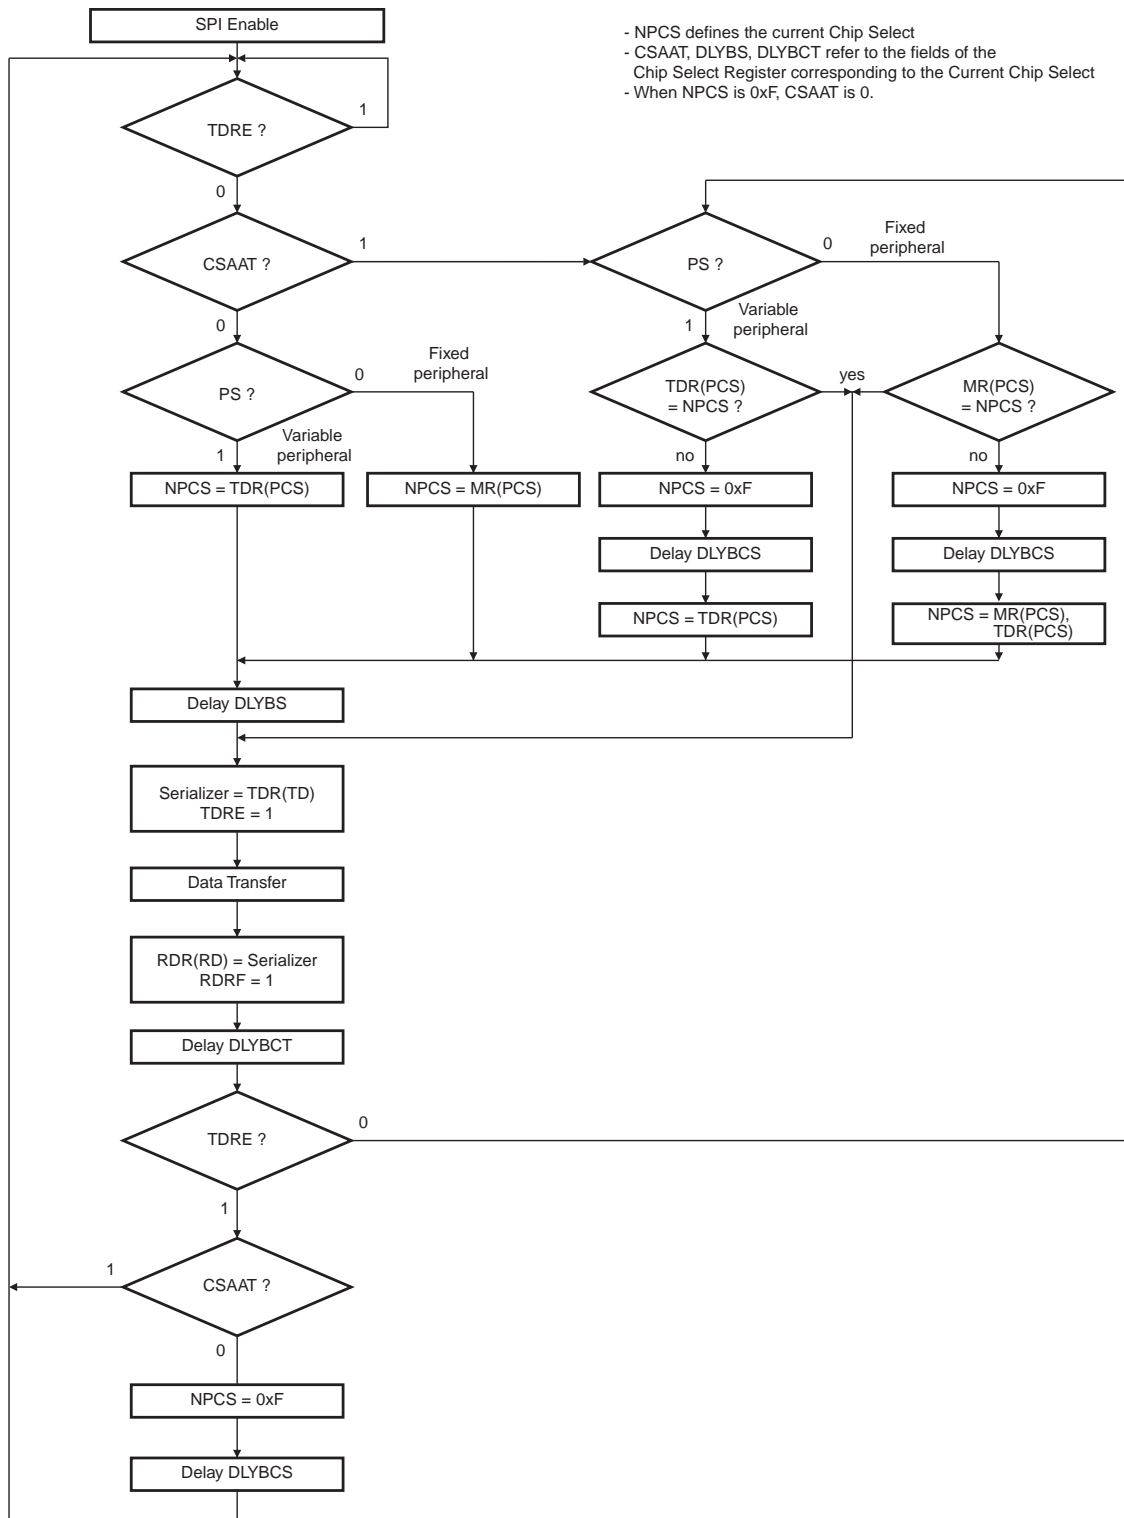 SPI Enable
- NPCS defines the current Chip Select
- CSAAT, DLYBS, DLYBCT refer to the fields of the
Chip Select Register corresponding to the Current Chip Select
- When NPCS is 0xF, CSAAT is 0.
TDRE ?
1
0
CSAAT ?
1
0
PS ?
0
Fixed
peripheral
1
Variable
peripheral
PS ?
0
Fixed
peripheral
1
Variable
peripheral
TDR(PCS)
= NPCS ?
yes
MR(PCS)
= NPCS ?
no
no
NPCS = TDR(PCS)
NPCS = MR(PCS)
NPCS = 0xF
NPCS = 0xF
Delay DLYBCS
Delay DLYBCS
NPCS = TDR(PCS)
NPCS = MR(PCS),
TDR(PCS)
Delay DLYBS
Serializer = TDR(TD)
TDRE = 1
Data Transfer
RDR(RD) = Serializer
RDRF = 1
Delay DLYBCT
TDRE ?
0
1
CSAAT ?
1
0
NPCS = 0xF
Delay DLYBCS